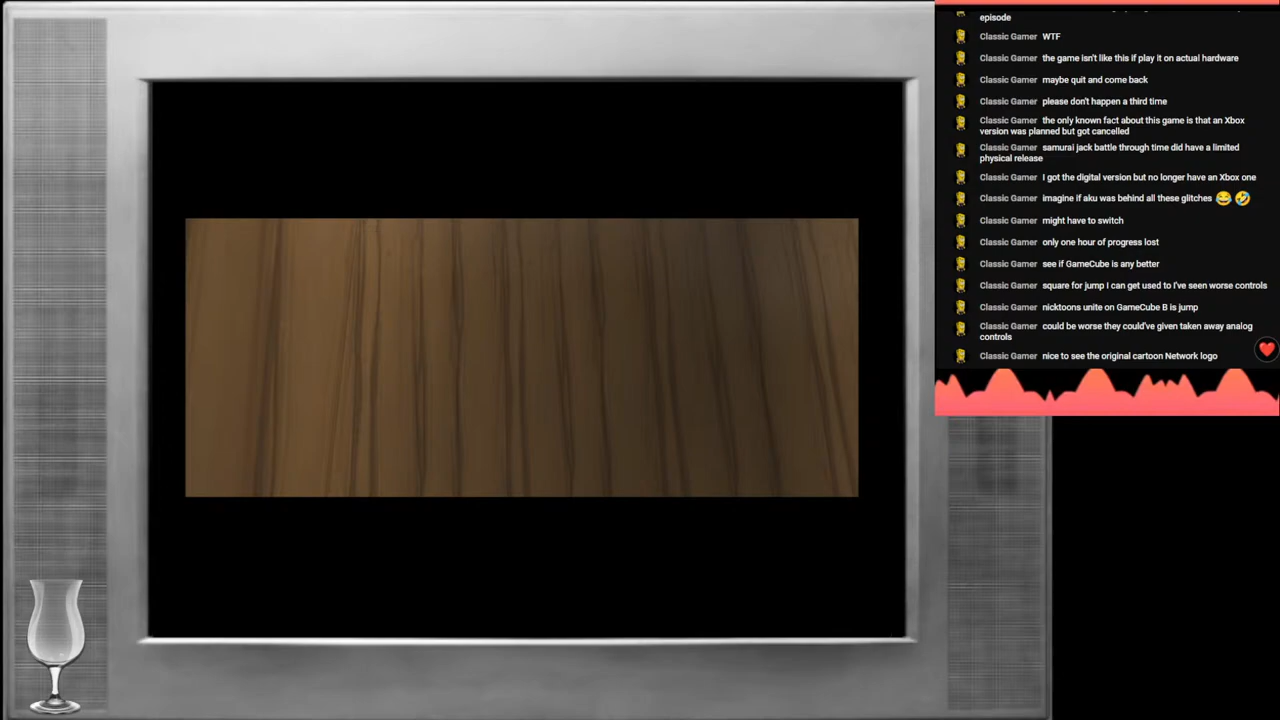 episode
Classic Gamer WTF
Classic Gamer the game isn't like this if play it on actual hardware
Classic Gamer maybe quit and come back
Classic Gamer please don't happen a third time
Classic Gamer the only known fact about this game is that an Xbox
version was planned but got cancelled
Classic Gamer samurai jack battle through time did have a limited
physical release
Classic Gamer I got the digital version but no longer have an Xbox one
Classic Gamer imagine if aku was behind all these glitches 😂 🤣
Classic Gamer might have to switch
Classic Gamer only one hour of progress lost
Classic Gamer see if GameCube is any better
Classic Gamer square for jump I can get used to I've seen worse controls
Classic Gamer nicktoons unite on GameCube B is jump
Classic Gamer could be worse they could've given taken away analog
controls
Classic Gamer nice to see the original cartoon Network logo